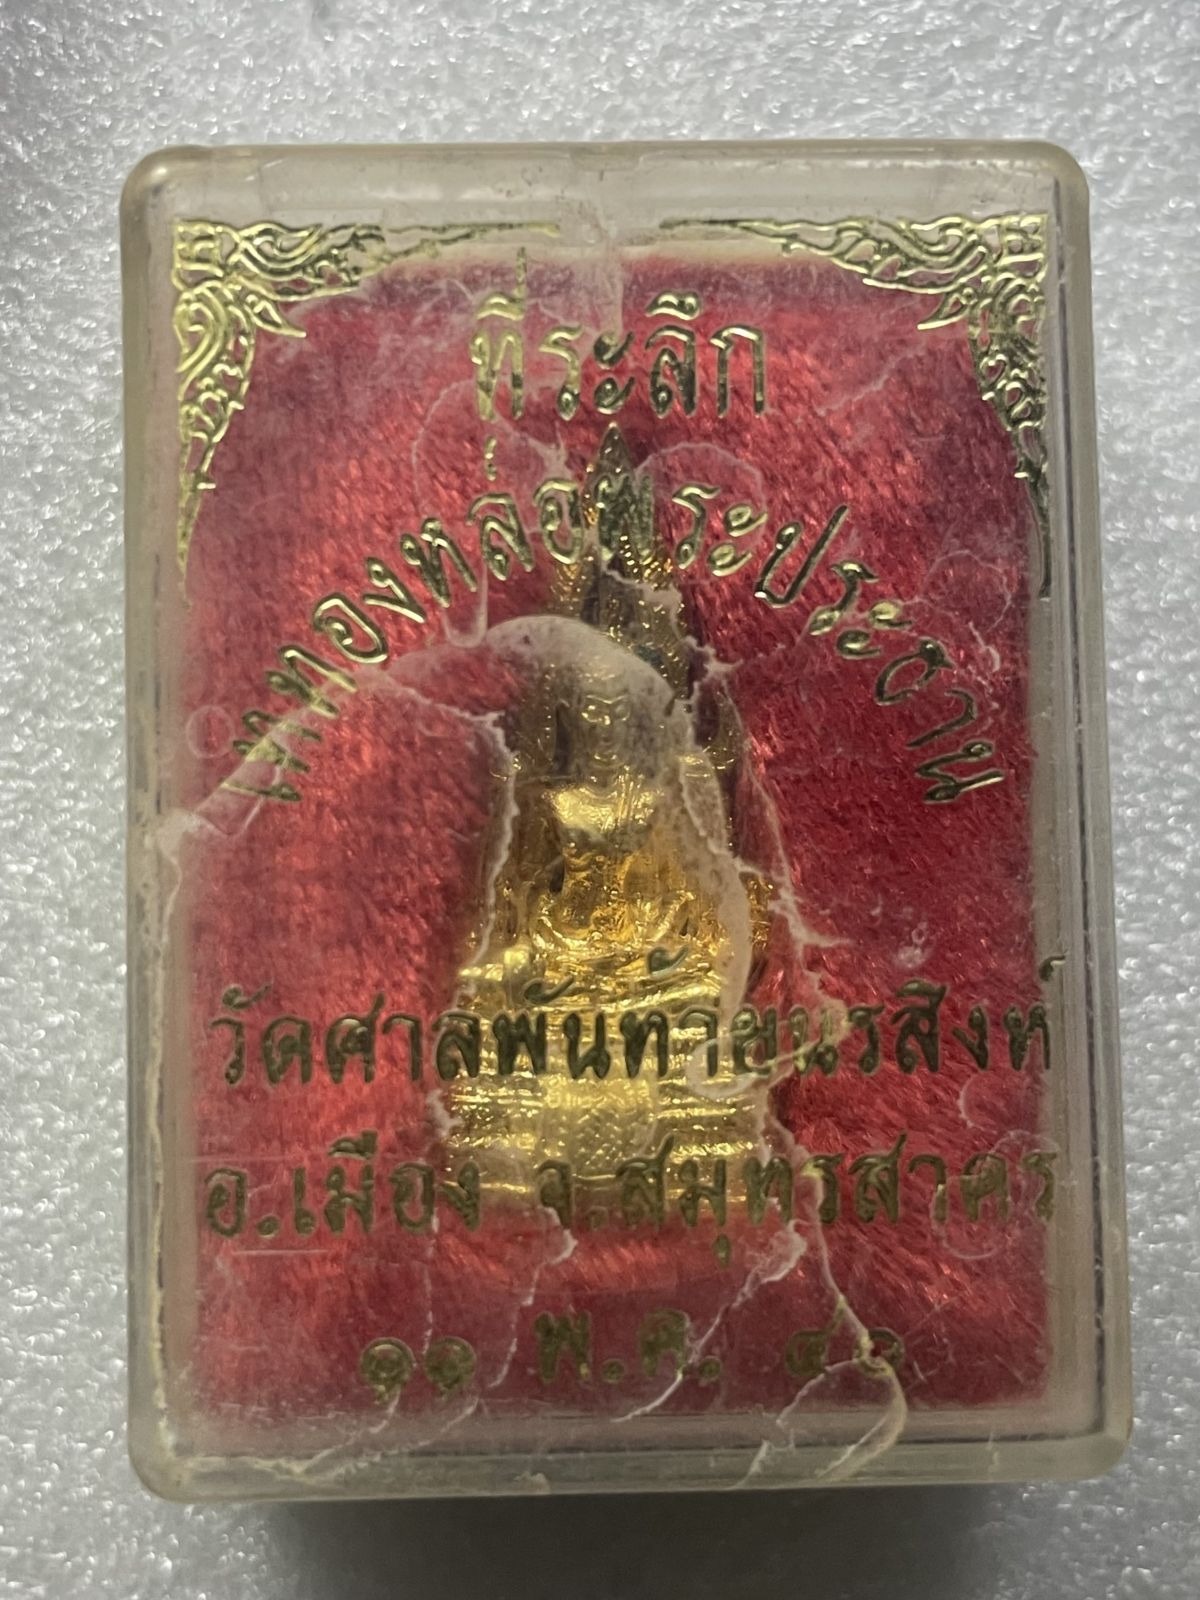 ที่ระลึก
เททองหล่อพระประธาน
วัดศาลพันท้ายนรสิงห์
อ.เมือง จ.สมุทรสาคร
๑๑ พ.ค.